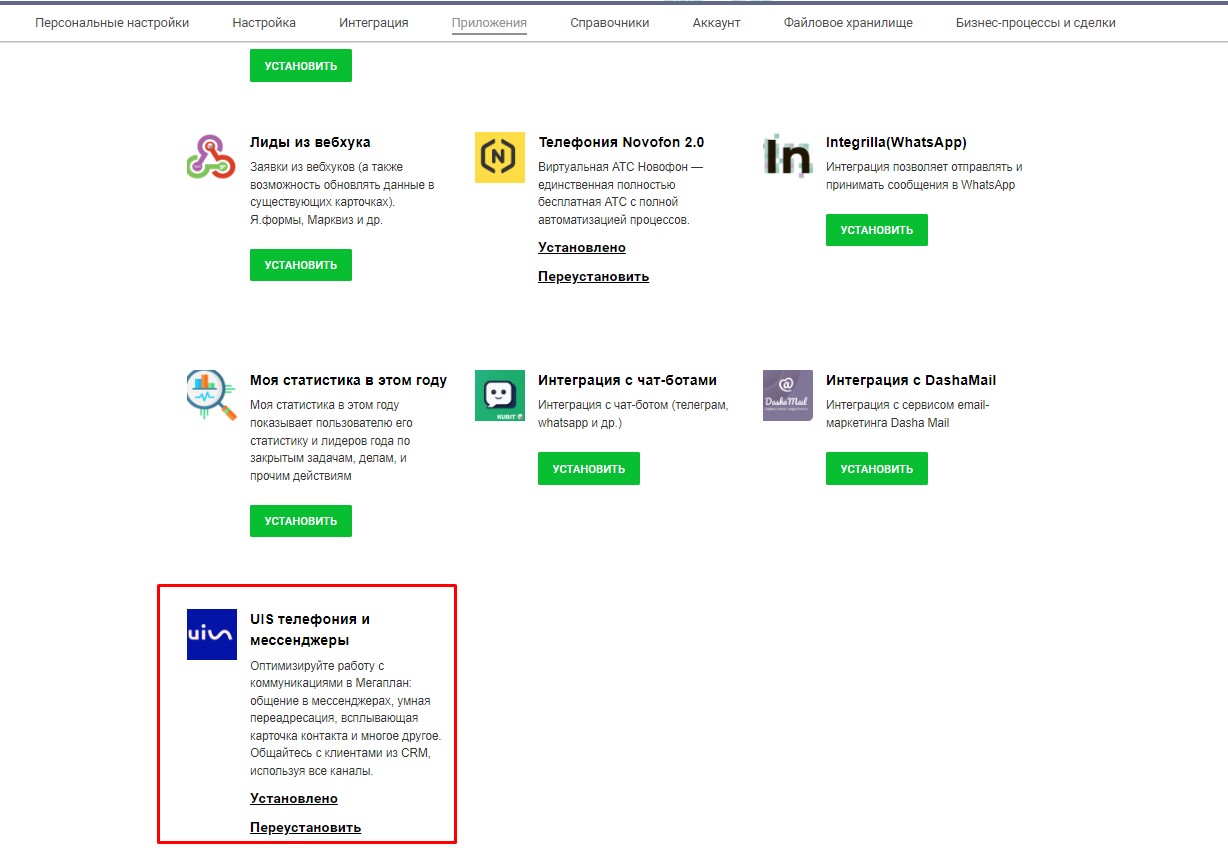 Персональные настройки Настройка Интеграция Приложения Справочники Аккаунт Файловое хранилище Бизнес-процессы и сделки
УСТАНОВИТЬ
Лиды из вебхука
Заявки из вебхуков (а также
возможность обновлять данные в
существующих карточках).
Я.формы, Марквиз и др.
УСТАНОВИТЬ
N
Телефония Novofon 2.0
Виртуальная АТС Новофон —
единственная полностью
бесплатная АТС с полной
автоматизацией процессов.
Установлено
Переустановить
In
Integrilla(WhatsApp)
Интеграция позволяет отправлять и
принимать сообщения в WhatsApp
УСТАНОВИТЬ
Моя статистика в этом году
Моя статистика в этом году
показывает пользователю его
статистику и лидеров года по
закрытым задачам, делам, и
прочим действиям
УСТАНОВИТЬ
KUBIT
Интеграция с чат-ботами
Интеграция с чат-ботом (телеграм,
whatsapp и др.)
УСТАНОВИТЬ
@
DashaMail
Интеграция с DashaMail
Интеграция с сервисом email-
маркетинга Dasha Mail
УСТАНОВИТЬ
uis
UIS телефония и
мессенджеры
Оптимизируйте работу с
коммуникациями в Мегаплан:
общение в мессенджерах, умная
переадресация, всплывающая
карточка контакта и многое другое.
Общайтесь с клиентами из CRM,
используя все каналы.
Установлено
Переустановить